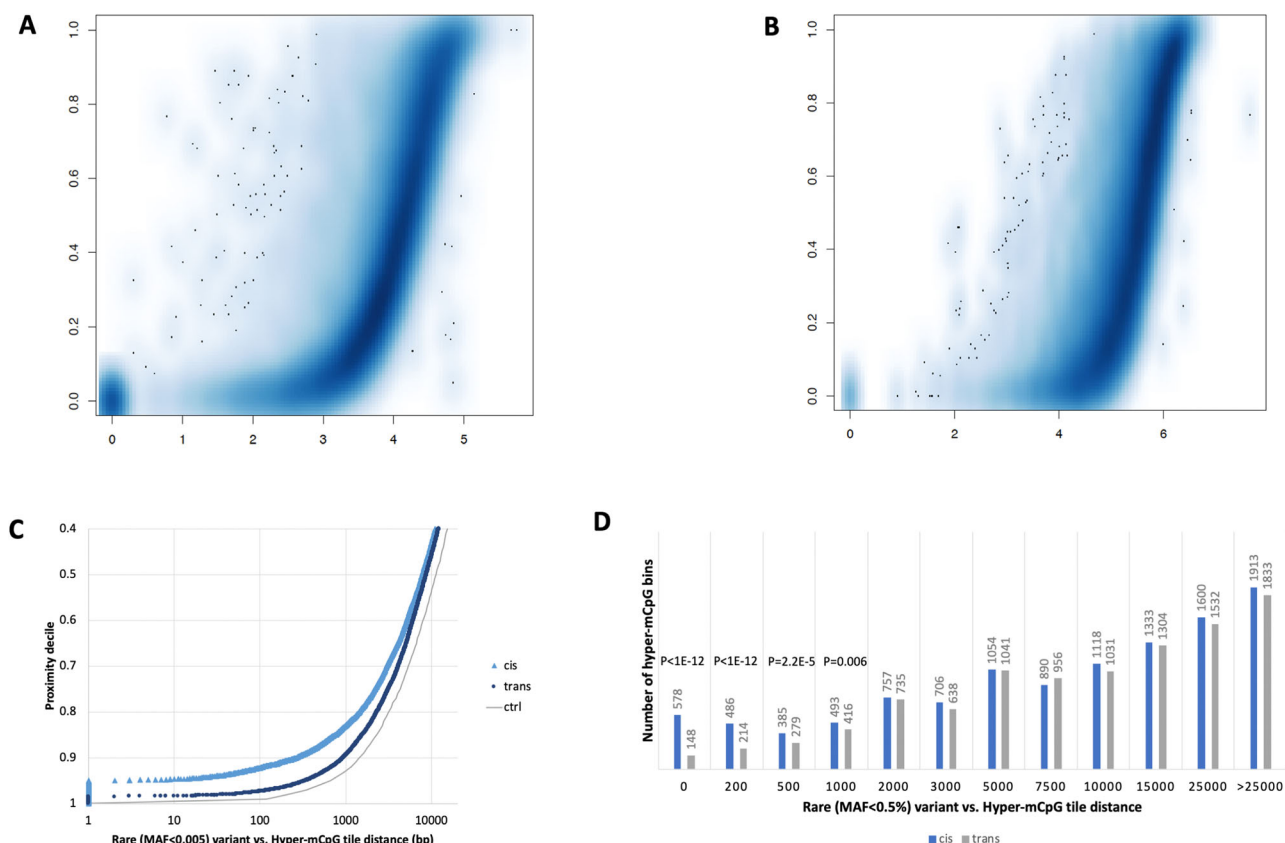 A
1.0
0.8
0.6
0.4
0.2
0.0
0 1 2 3 4 5
B
1.0
0.8
0.6
0.4
0.2
0.0
0 2 4 6
C
Proximity decile
0.4
0.5
0.6
0.7
0.8
0.9
1
1 10 100 1000 10000
Rare (MAF<0.005) variant vs. Hyper-mCpG tile distance (bp)
cis
trans
ctrl
D
Number of hyper-mCpG bins
P<1E-12 P<1E-12 P=2.2E-5 P=0.006
578 148 486 214 385 279 493 416 757 735 706 638 1054 1041 890 956 1118 1031 1333 1304 1600 1532 1913 1833
0 200 500 1000 2000 3000 5000 7500 10000 15000 25000 >25000
Rare (MAF<0.5%) variant vs. Hyper-mCpG tile distance
cis trans